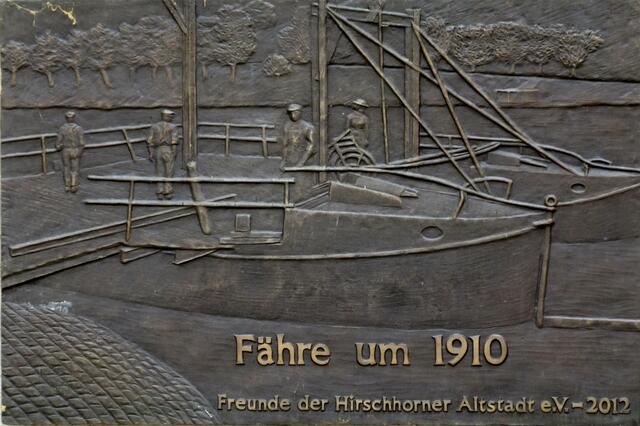 Fähre um 1910
Freunde der Hirschhorner Altstadt e.V.-2012